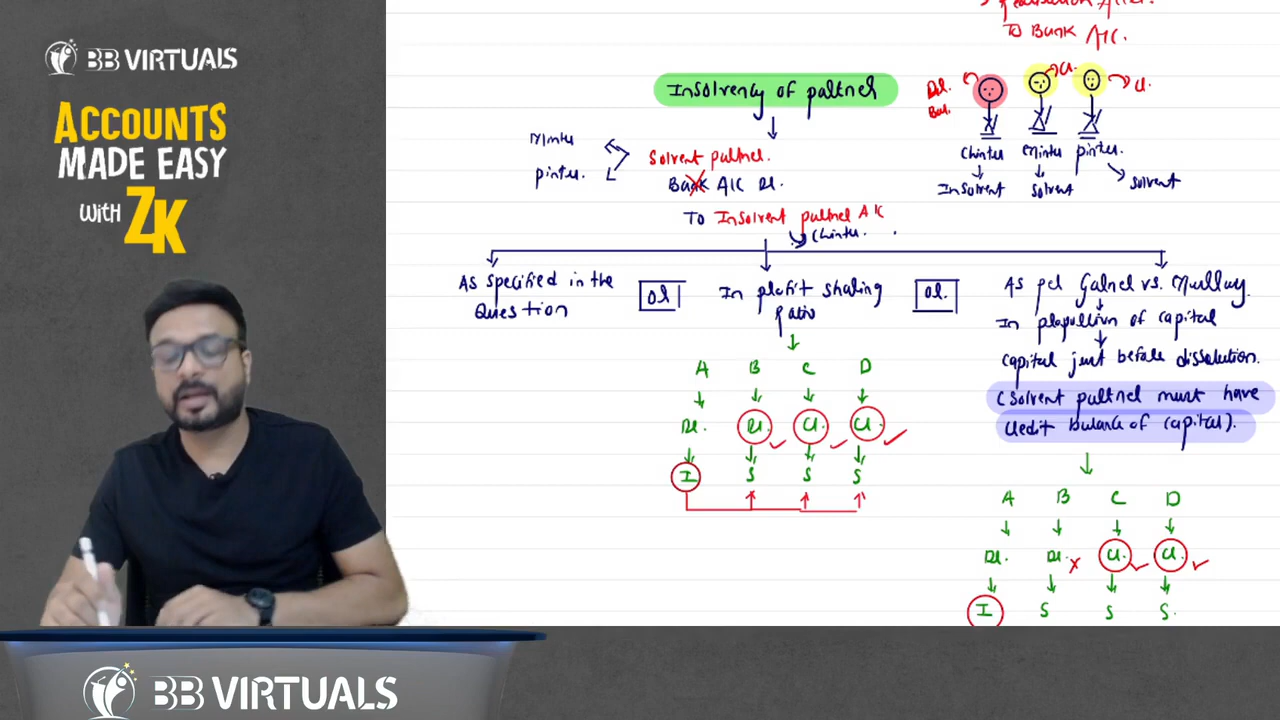 BB VIRTUALS
ACCOUNTS
MADE EASY
WITH ZK
To Bank A/C.
Insolvency of partner
Solvent partner.
Bank A/C Dr.
To Insolvent partner A/C
Chintu.
Mintu
pintu.
Dr.
Bal.
Cr.
Cr.
Chintu Mintu pintu.
Insolvent Solvent Solvent
As specified in the
Question
Or
In profit sharing
Ratio
Or.
As per Garner vs. Murray.
In proportion of capital
capital just before dissolution.
(Solvent partner must have
credit balance of capital).
A B C D
Dr. Dr. Cr. Cr.
I S S S
A B C D
Dr. Dr. Cr. Cr.
I S S S.
BB VIRTUALS